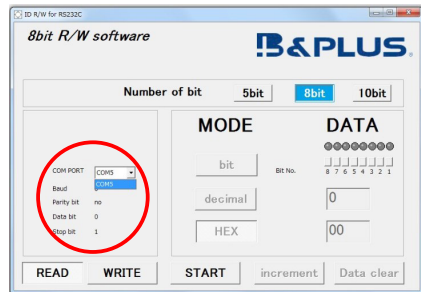 ID R/W for RS232C
8bit R/W software
B&PLUS
Number of bit 5bit 8bit 10bit
MODE DATA
bit Bit No. 8 7 6 5 4 3 2 1
decimal 0
HEX 00
COM PORT COM5
COM5
Baud
Parity bit no
Data bit 0
Stop bit 1
READ WRITE START increment Data clear